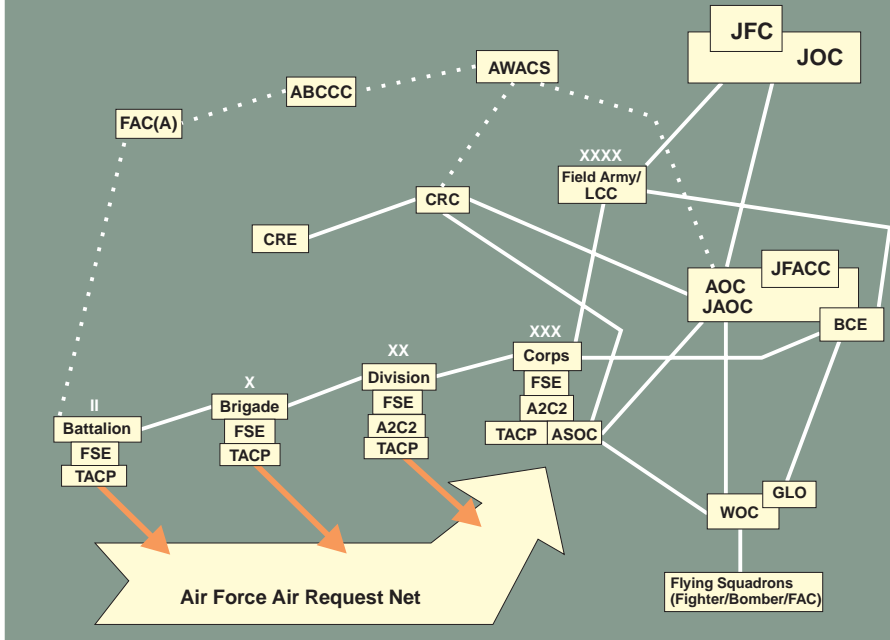 JFC
JOC
AWACS
ABCCC
FAC(A)
XXXX
Field Army/
LCC
CRC
CRE
JFACC
AOC
JAOC
BCE
XXX
Corps
FSE
A2C2
TACP
ASOC
XX
Division
FSE
A2C2
TACP
X
Brigade
FSE
TACP
II
Battalion
FSE
TACP
GLO
WOC
Air Force Air Request Net
Flying Squadrons
(Fighter/Bomber/FAC)